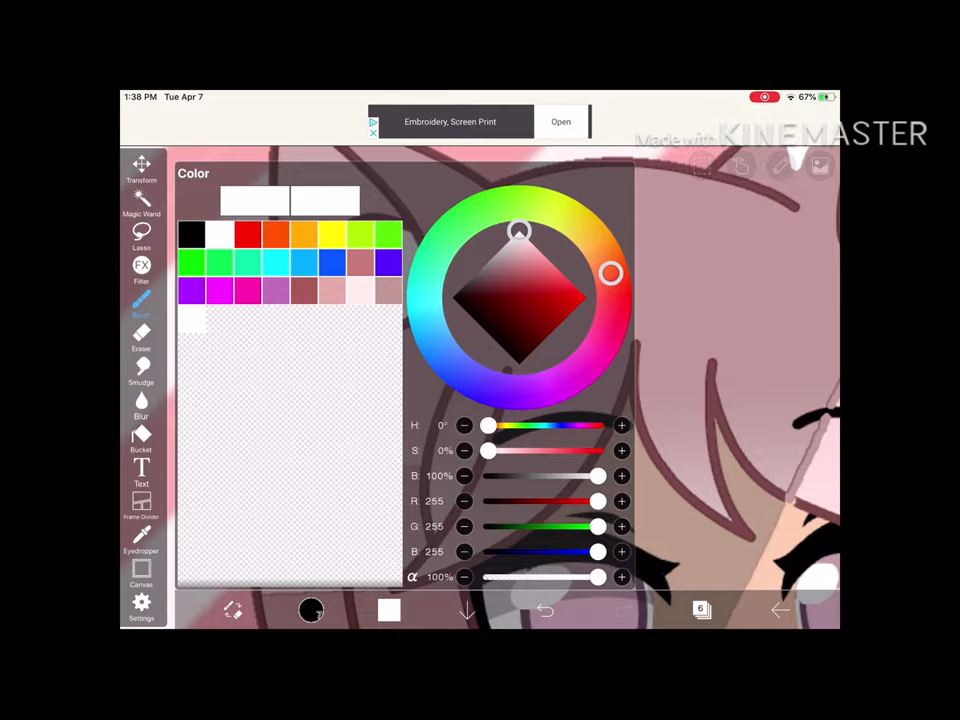 1:38 PM Tue Apr 7
67%
Embroidery, Screen Print
Open
Made with KINEMASTER
Transform
Magic Wand
Lasso
FX
Filter
Brush
Eraser
Smudge
Blur
Bucket
T
Text
Frame Divider
Eyedropper
Canvas
Settings
Color
H: 0°
S: 0%
B: 100%
R: 255
G: 255
B: 255
α 100%
6